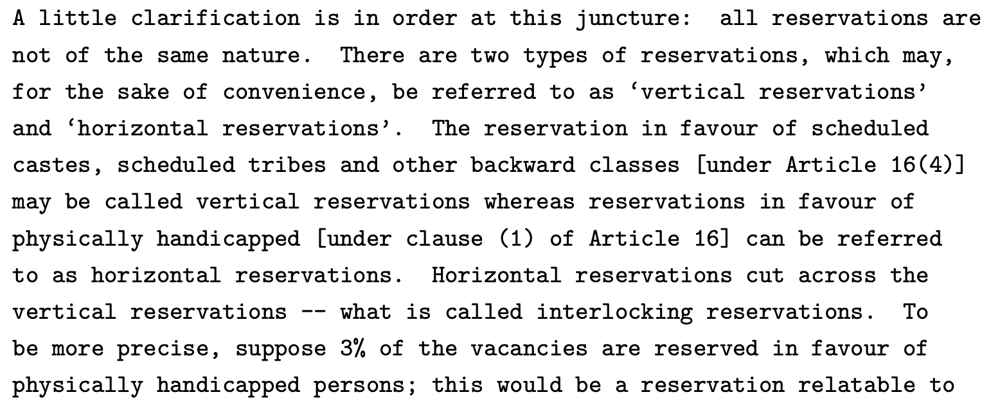 A little clarification is in order at this juncture:  all reservations are
not of the same nature.  There are two types of reservations, which may,
for the sake of convenience, be referred to as ‘vertical reservations’
and ‘horizontal reservations’.  The reservation in favour of scheduled
castes, scheduled tribes and other backward classes [under Article 16(4)]
may be called vertical reservations whereas reservations in favour of
physically handicapped [under clause (1) of Article 16] can be referred
to as horizontal reservations.  Horizontal reservations cut across the
vertical reservations -- what is called interlocking reservations.  To
be more precise, suppose 3% of the vacancies are reserved in favour of
physically handicapped persons; this would be a reservation relatable to